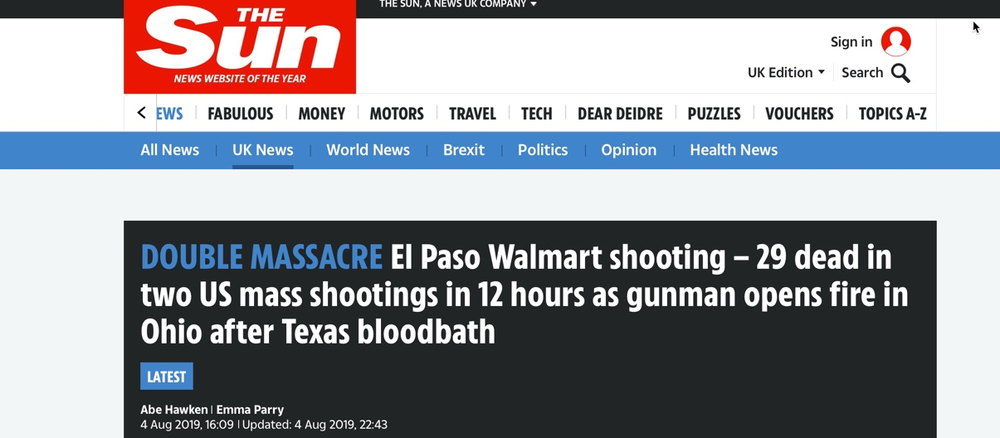 THE SUN, A NEWS UK COMPANY
THE
Sun
NEWS WEBSITE OF THE YEAR
Sign in
UK Edition
Search
EWS FABULOUS MONEY MOTORS TRAVEL TECH DEAR DEIDRE PUZZLES VOUCHERS TOPICS A-Z
All News UK News World News Brexit Politics Opinion Health News
DOUBLE MASSACRE El Paso Walmart shooting – 29 dead in
two US mass shootings in 12 hours as gunman opens fire in
Ohio after Texas bloodbath
LATEST
Abe Hawken | Emma Parry
4 Aug 2019, 16:09 | Updated: 4 Aug 2019, 22:43